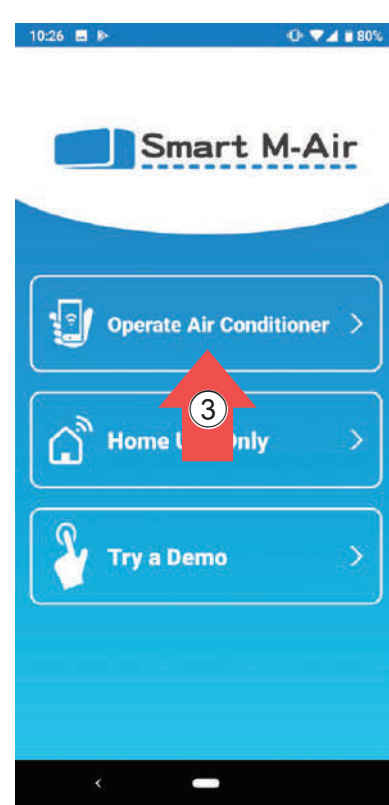 10:26 80%
Smart M-Air
Operate Air Conditioner
3
Home nly
Try a Demo